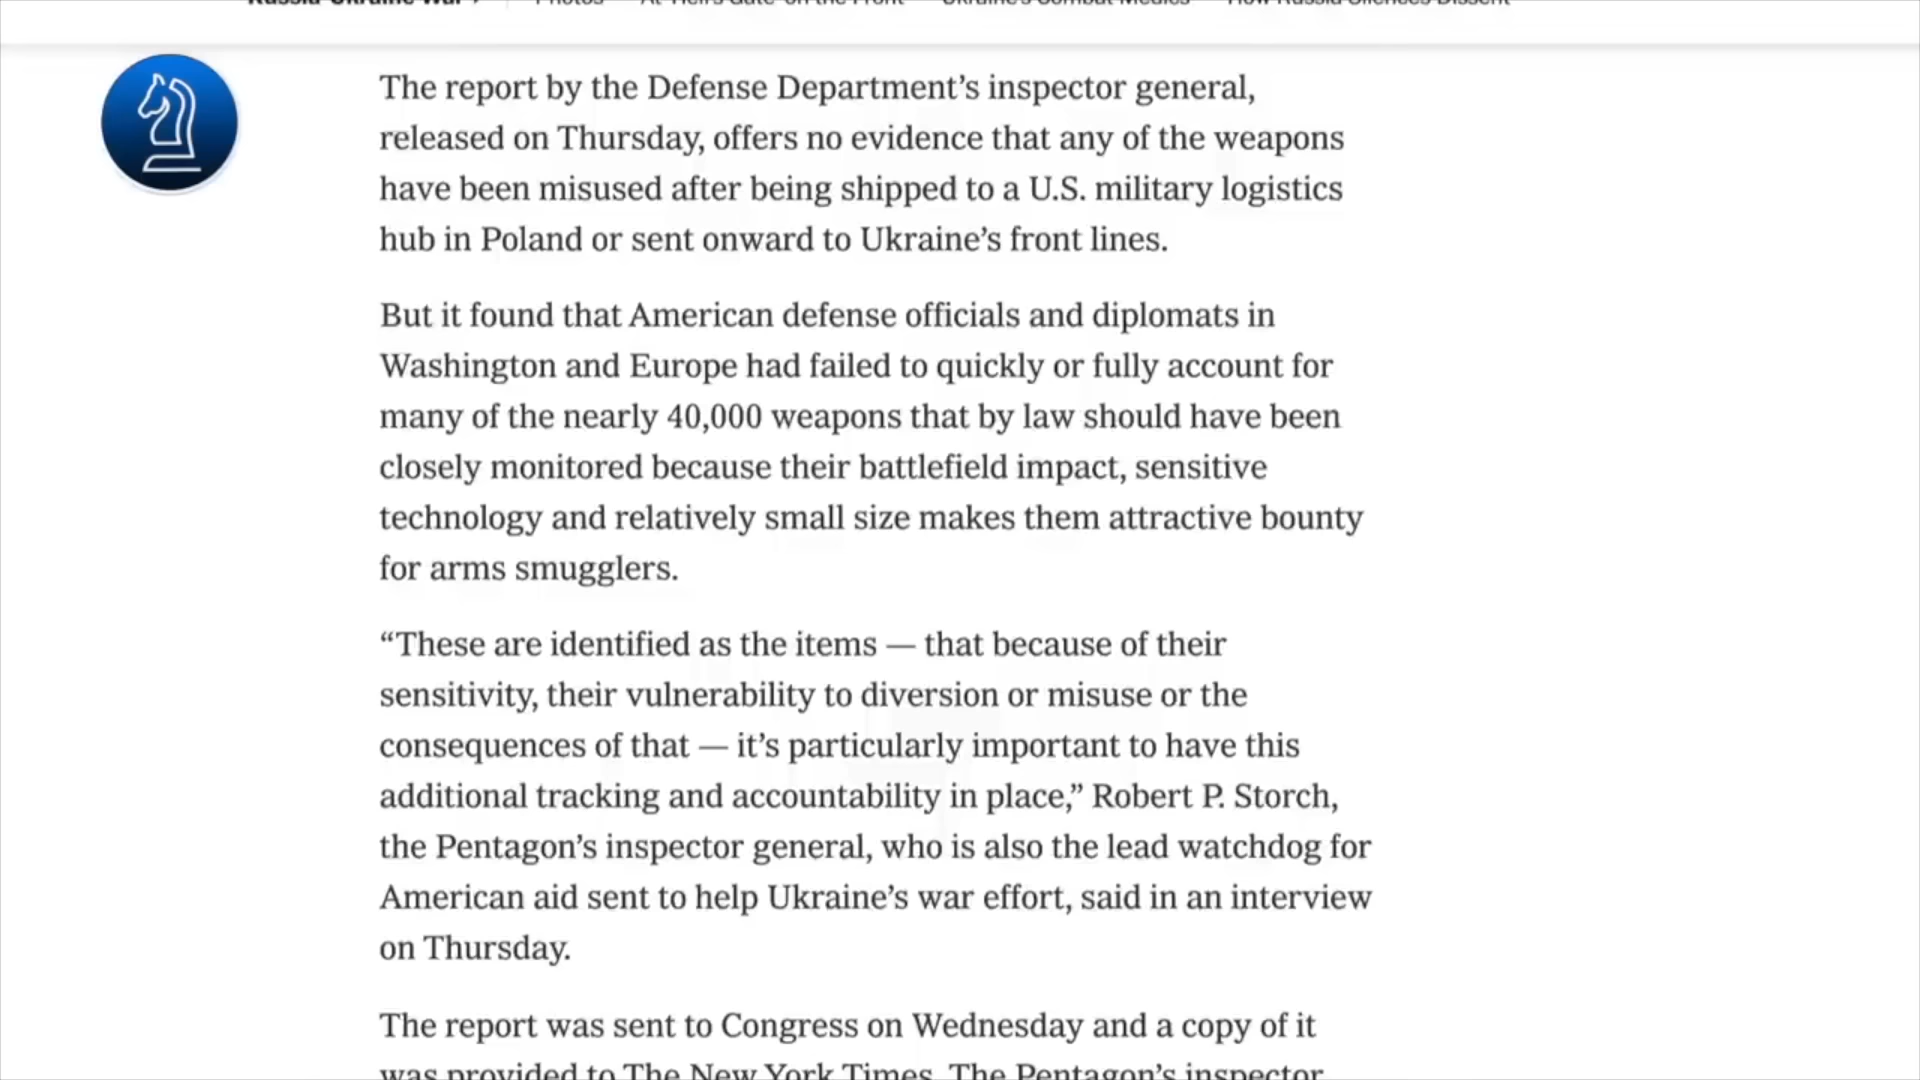 Russia-Ukraine War
Photos
At Hell's Gate on the Front
Ukraine's Combat Medics
How Russia Silences Dissent
The report by the Defense Department’s inspector general,
released on Thursday, offers no evidence that any of the weapons
have been misused after being shipped to a U.S. military logistics
hub in Poland or sent onward to Ukraine’s front lines.
But it found that American defense officials and diplomats in
Washington and Europe had failed to quickly or fully account for
many of the nearly 40,000 weapons that by law should have been
closely monitored because their battlefield impact, sensitive
technology and relatively small size makes them attractive bounty
for arms smugglers.
“These are identified as the items — that because of their
sensitivity, their vulnerability to diversion or misuse or the
consequences of that — it’s particularly important to have this
additional tracking and accountability in place,” Robert P. Storch,
the Pentagon’s inspector general, who is also the lead watchdog for
American aid sent to help Ukraine’s war effort, said in an interview
on Thursday.
The report was sent to Congress on Wednesday and a copy of it
was provided to The New York Times. The Pentagon’s inspector